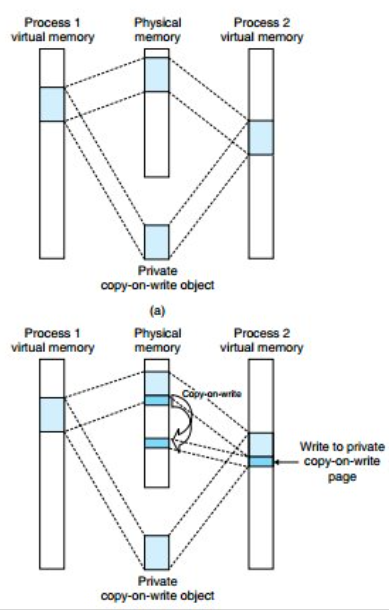 Process 1
virtual memory
Physical
memory
Process 2
virtual memory
Private
copy-on-write object
(a)
Process 1
virtual memory
Physical
memory
Process 2
virtual memory
Copy-on-write
Write to private
copy-on-write
page
Private
copy-on-write object